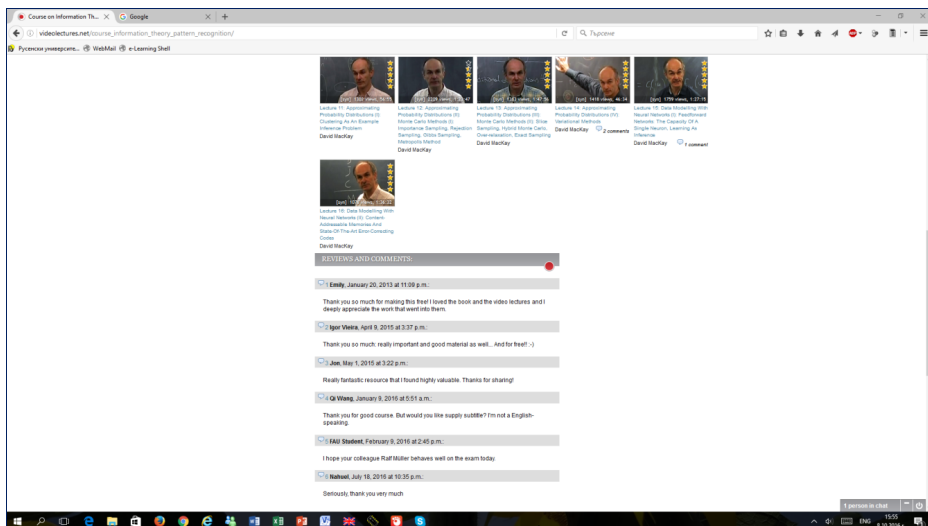 Course on Information Th...
Google
videolectures.net/course_information_theory_pattern_recognition/
Търсене
Русенски университе...
WebMail
e-Learning Shell
Lecture 11: Approximating
Probability Distributions (I):
Clustering As An Example
Inference Problem
David MacKay
Lecture 12: Approximating
Probability Distributions (II):
Monte Carlo Methods (I):
Importance Sampling, Rejection
Sampling, Gibbs Sampling,
Metropolis Method
David MacKay
Lecture 13: Approximating
Probability Distributions (III):
Monte Carlo Methods (II): Slice
Sampling, Hybrid Monte Carlo,
Over-relaxation, Exact Sampling
David MacKay
[syn] 1418 views, 46:34
Lecture 14: Approximating
Probability Distributions (IV):
Variational Methods
David MacKay
2 comments
[syn] 1799 views, 1:27:15
Lecture 15: Data Modelling With
Neural Networks (I): Feedforward
Networks: The Capacity Of A
Single Neuron, Learning As
Inference
David MacKay
1 comment
Lecture 16: Data Modelling With
Neural Networks (II): Content-
Addressable Memories And
State-Of-The-Art Error-Correcting
Codes
David MacKay
REVIEWS AND COMMENTS:
1 Emily, January 20, 2013 at 11:09 p.m.:
Thank you so much for making this free! I loved the book and the video lectures and I
deeply appreciate the work that went into them.
2 Igor Vieira, April 9, 2015 at 3:37 p.m.:
Thank you so much: really important and good material as well... And for free!! :-)
3 Jon, May 1, 2015 at 3:22 p.m.:
Really fantastic resource that I found highly valuable. Thanks for sharing!
4 Qi Wang, January 9, 2016 at 5:51 a.m.:
Thank you for good course. But would you like supply subtitle? I'm not a English-
speaking.
5 FAU Student, February 9, 2016 at 2:45 p.m.:
I hope your colleague Ralf Müller behaves well on the exam today.
6 Nahuel, July 18, 2016 at 10:35 p.m.:
Seriously, thank you very much
1 person in chat
ENG
15:55